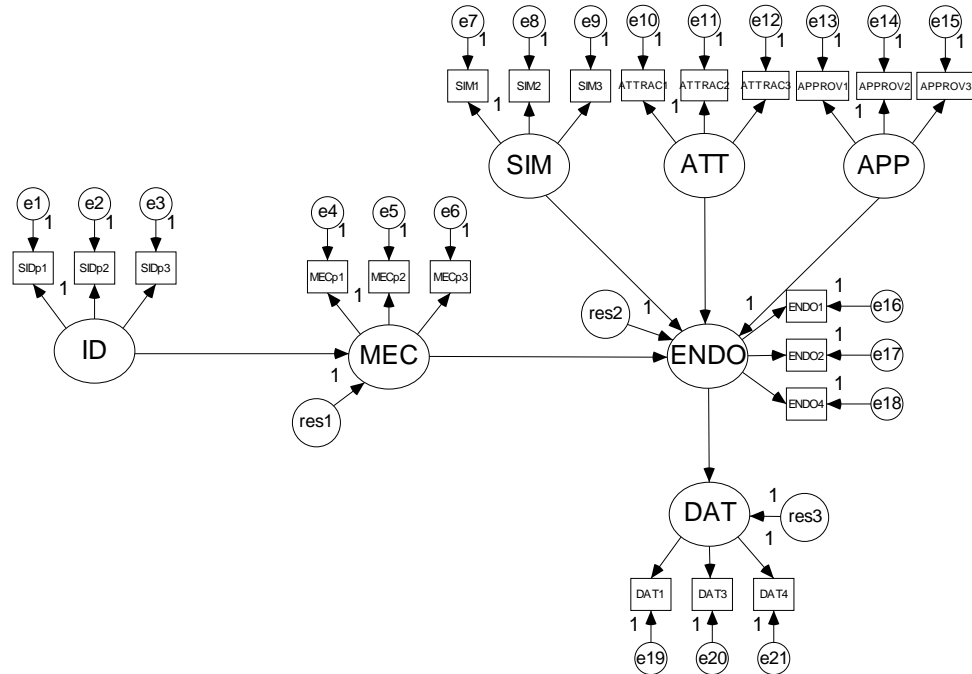 e7 e8 e9 e10 e11 e12 e13 e14 e15
1 1 1 1 1 1 1 1 1
SIM1 SIM2 SIM3 ATTRAC1 ATTRAC2 ATTRAC3 APPROV1 APPROV2 APPROV3
1 1 1
SIM ATT APP
e1 e2 e3 e4 e5 e6
1 1 1 1 1 1
SIDp1 SIDp2 SIDp3 MECp1 MECp2 MECp3
1 1
ID MEC ENDO
1 res1
res2 1
1
ENDO1 1 e16
ENDO2 1 e17
ENDO4 1 e18
DAT 1 res3
1
DAT1 DAT3 DAT4
1 1 1
e19 e20 e21